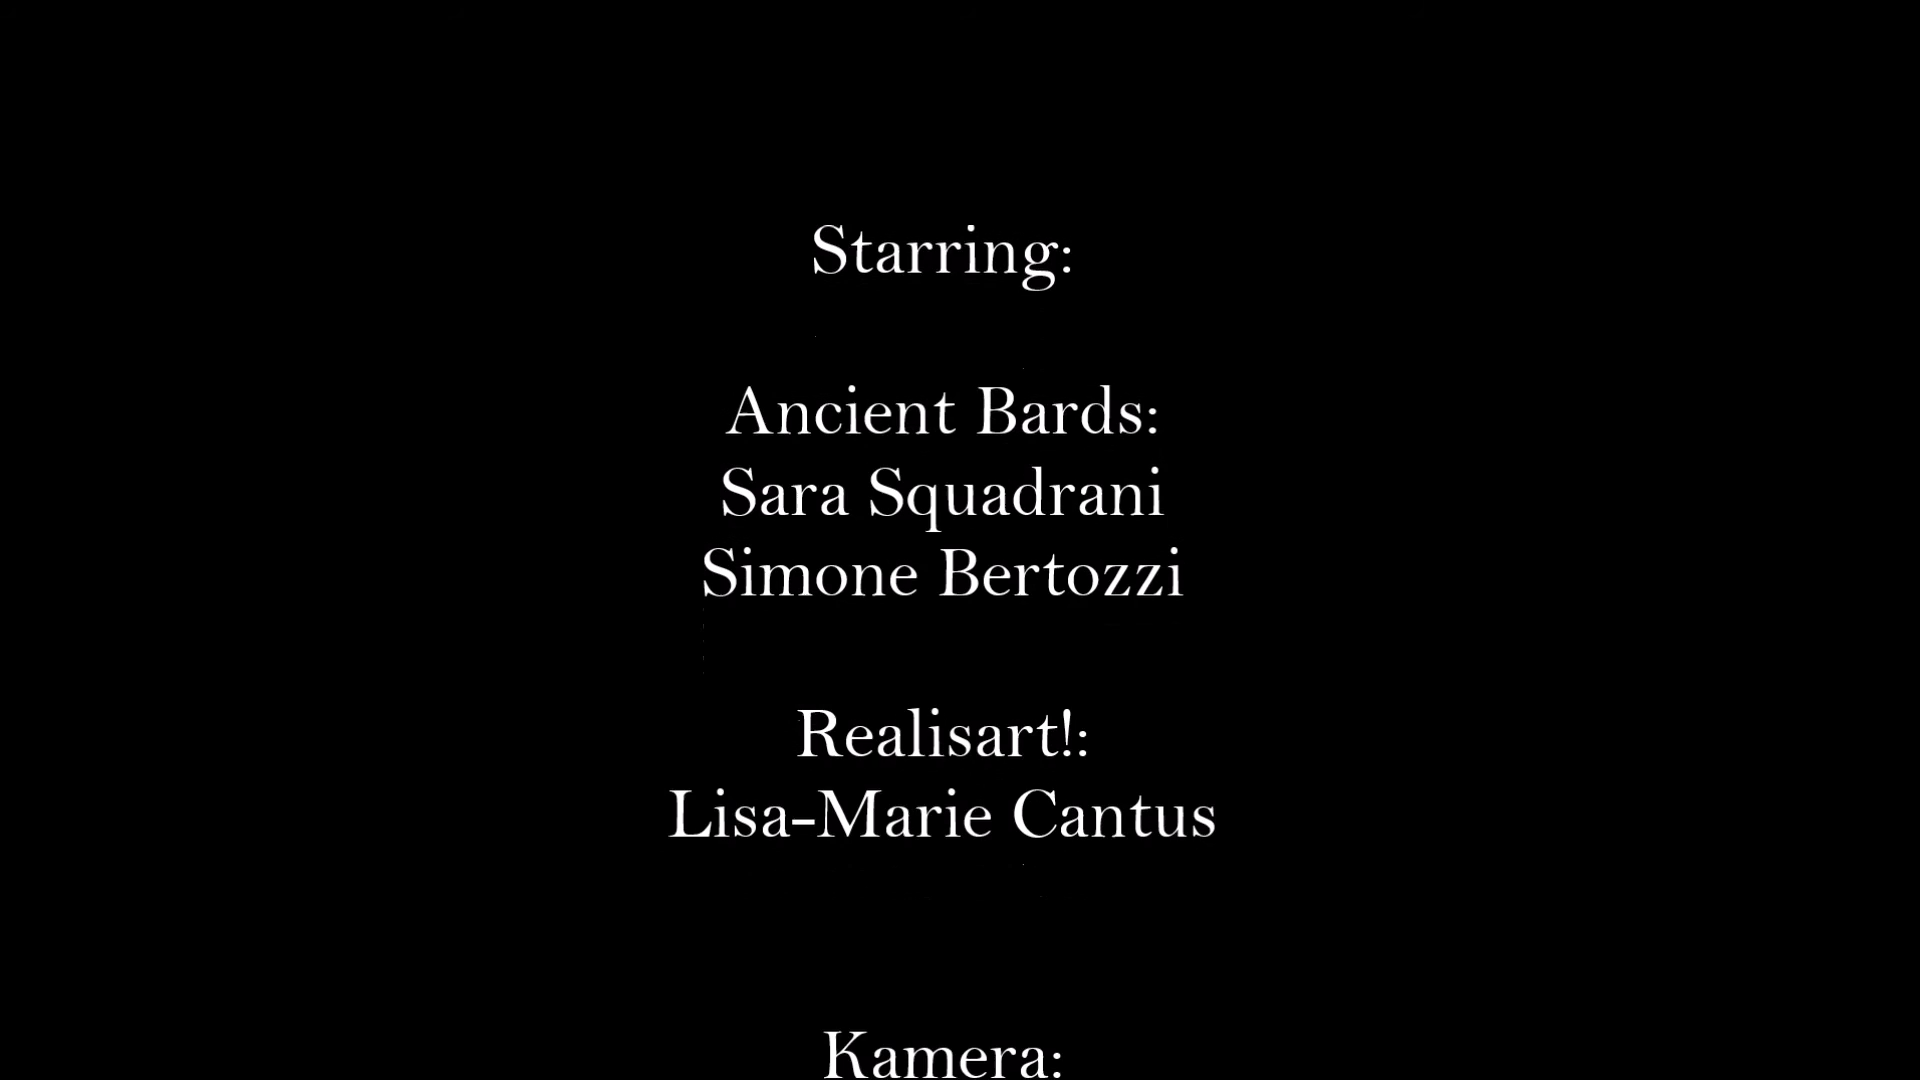 Starring:
Ancient Bards:
Sara Squadrani
Simone Bertozzi
Realisart!:
Lisa-Marie Cantus
Kamera: